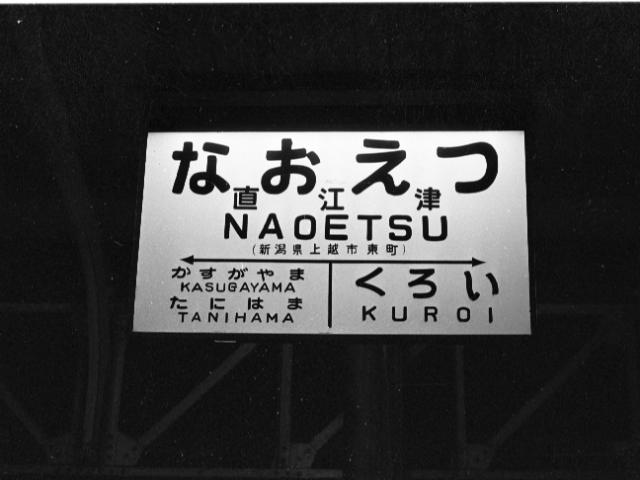 なおえつ
直江津
NAOETSU
(新潟県上越市東町)
かすがやま
KASUGAYAMA
たにはま
TANIHAMA
くろい
KUROI